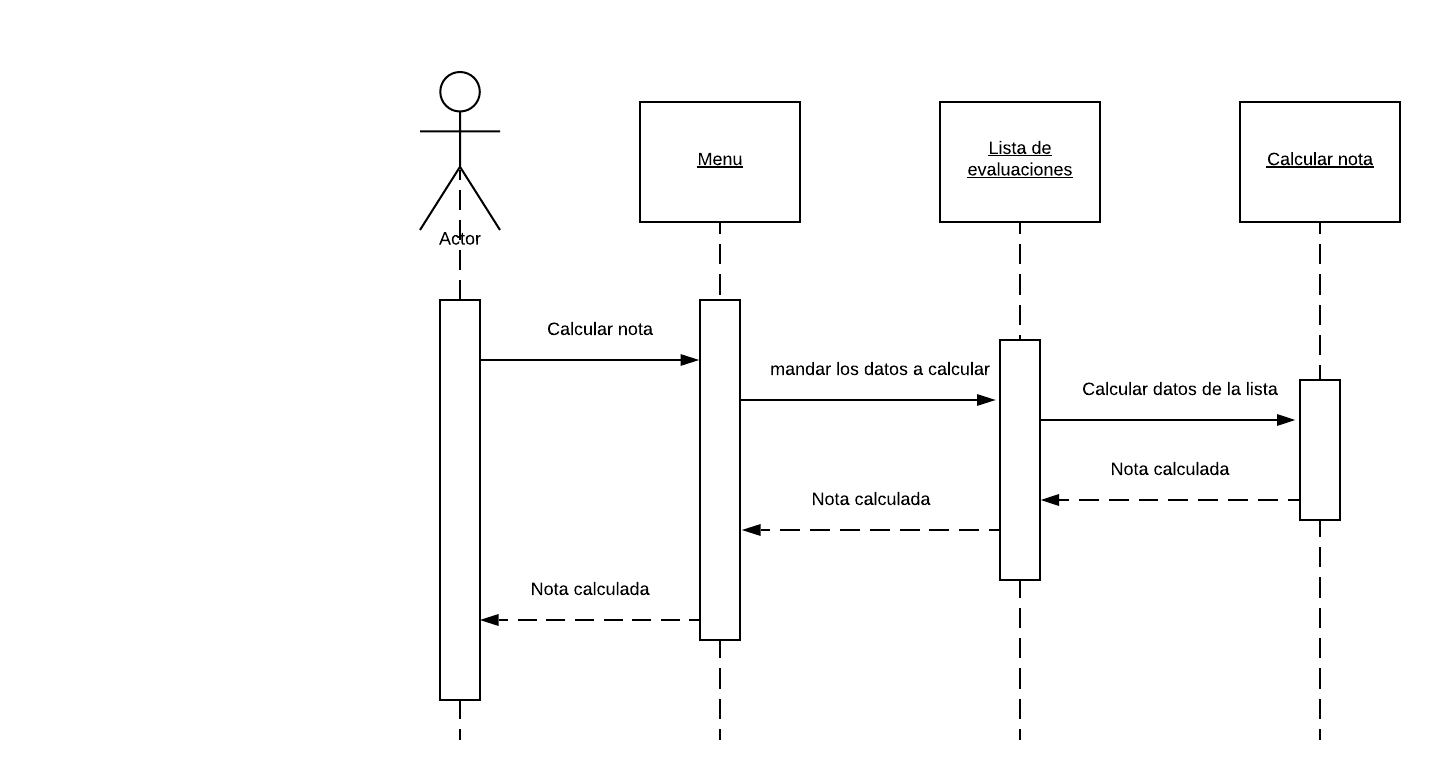 Actor
Menu
Lista de
evaluaciones
Calcular nota
Calcular nota
mandar los datos a calcular
Calcular datos de la lista
Nota calculada
Nota calculada
Nota calculada